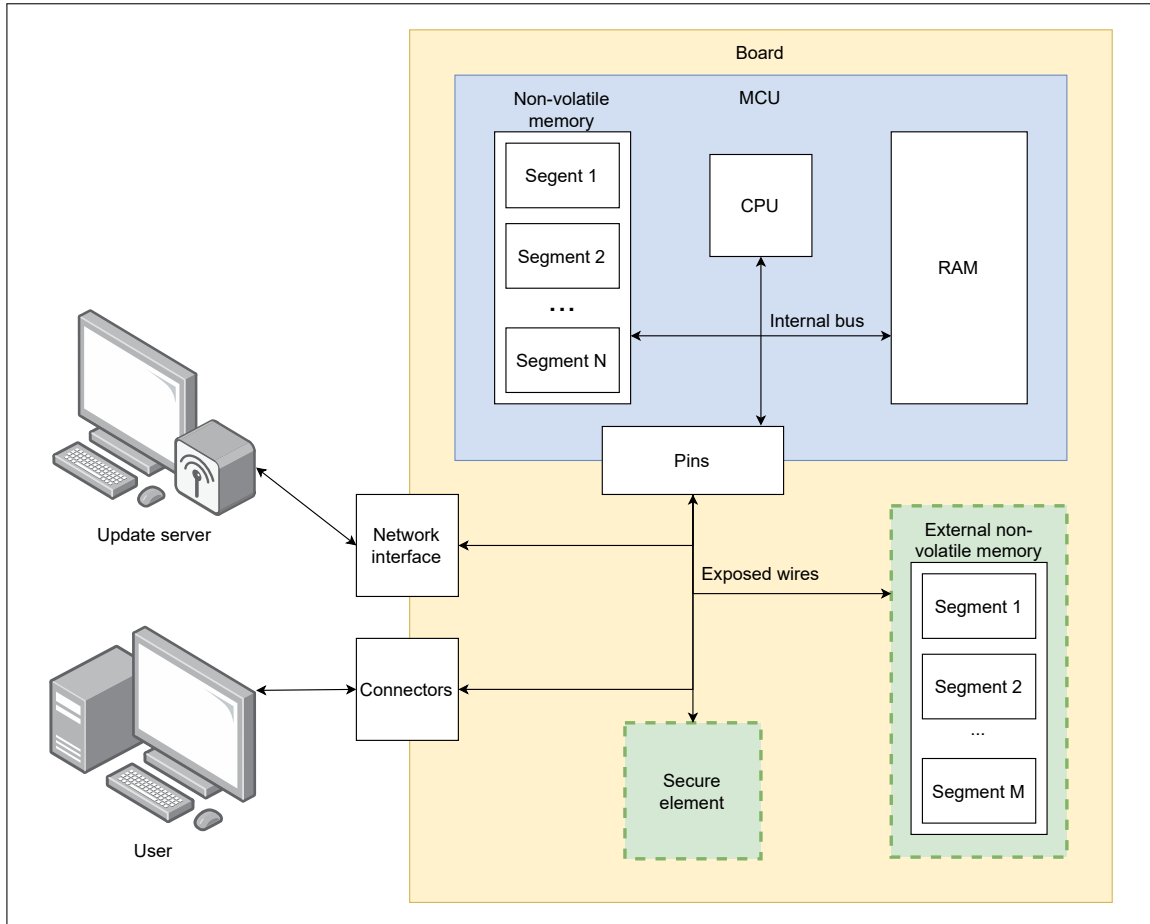 Board
MCU
Non-volatile
memory
Segent 1
Segment 2
...
Segment N
CPU
RAM
Internal bus
Pins
Update server
Network
interface
Exposed wires
External non-
volatile memory
Segment 1
Segment 2
...
Segment M
Connectors
Secure
element
User